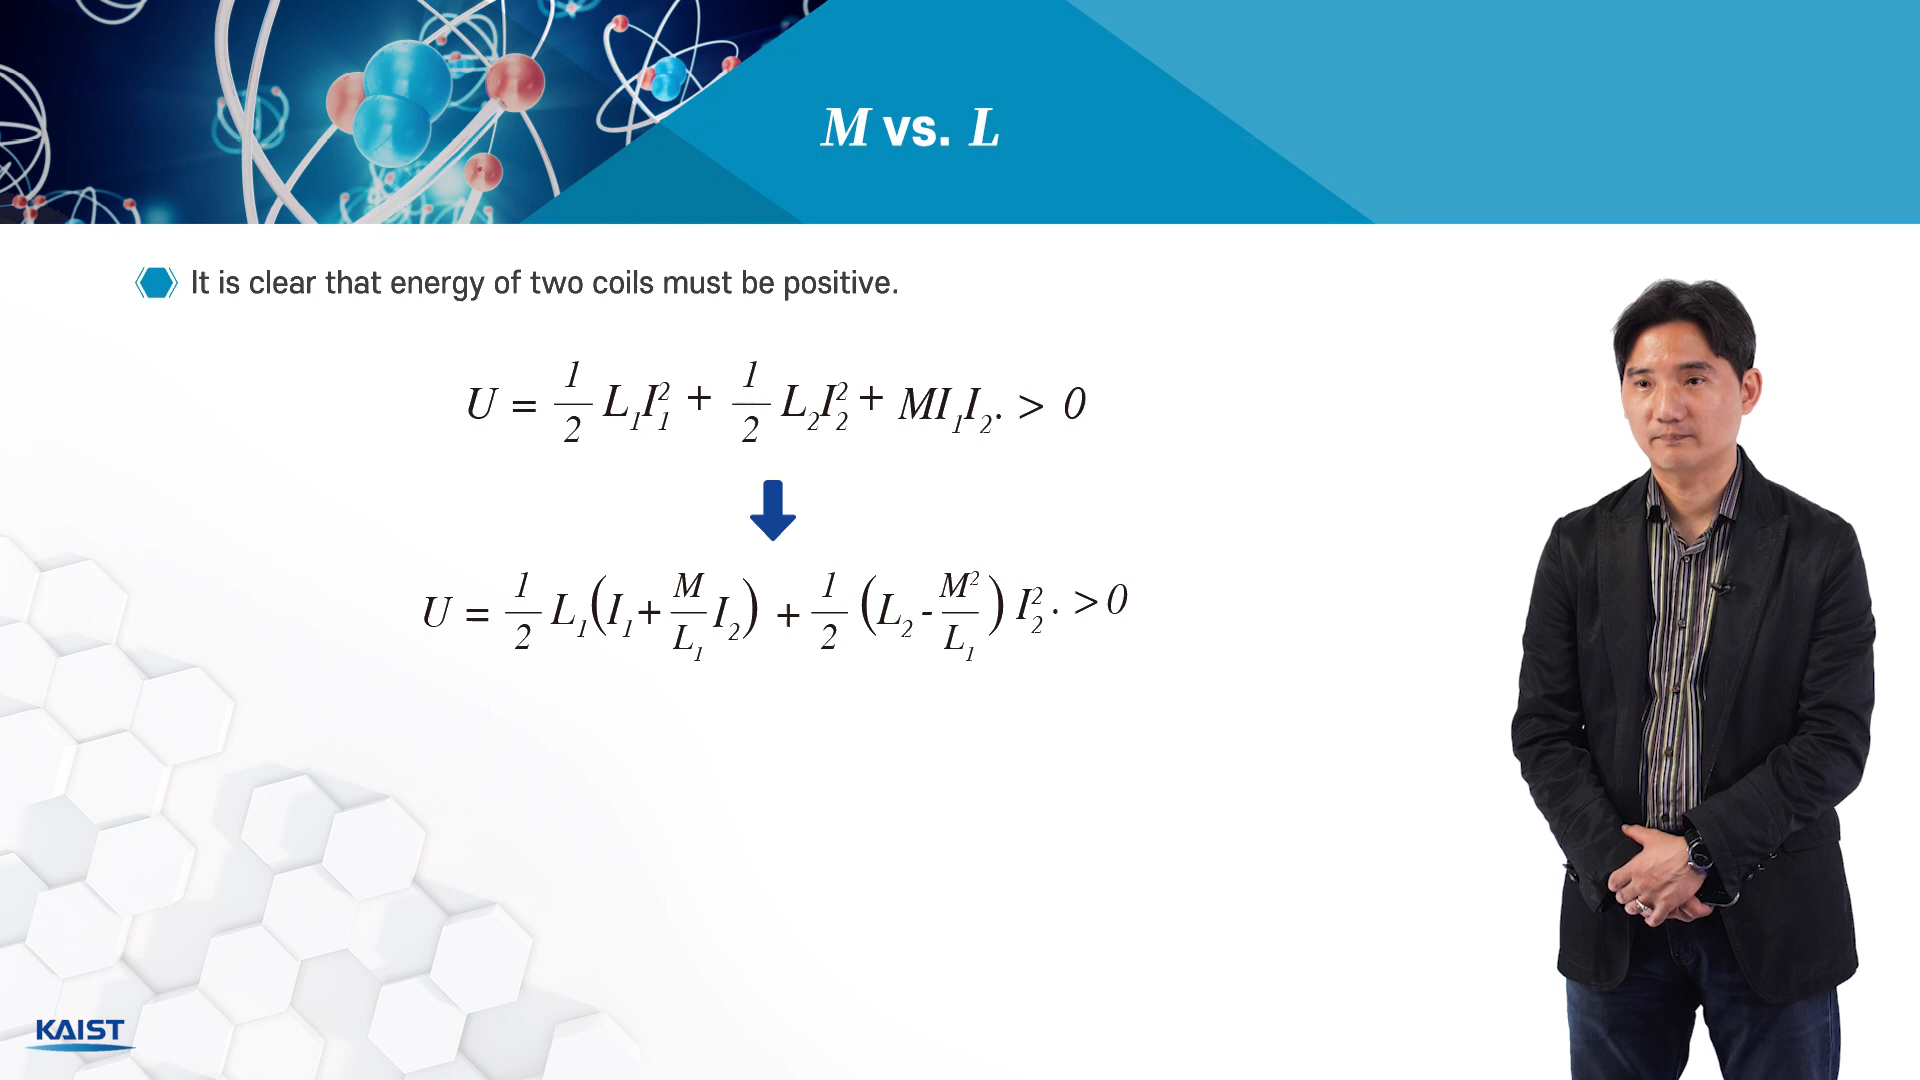 M vs. L
It is clear that energy of two coils must be positive.
U = 1/2 L₁I₁² + 1/2 L₂I₂² + MI₁I₂. > 0
U = 1/2 L₁(I₁+M/L₁ I₂) + 1/2 (L₂-M²/L₁) I₂². >0
KAIST